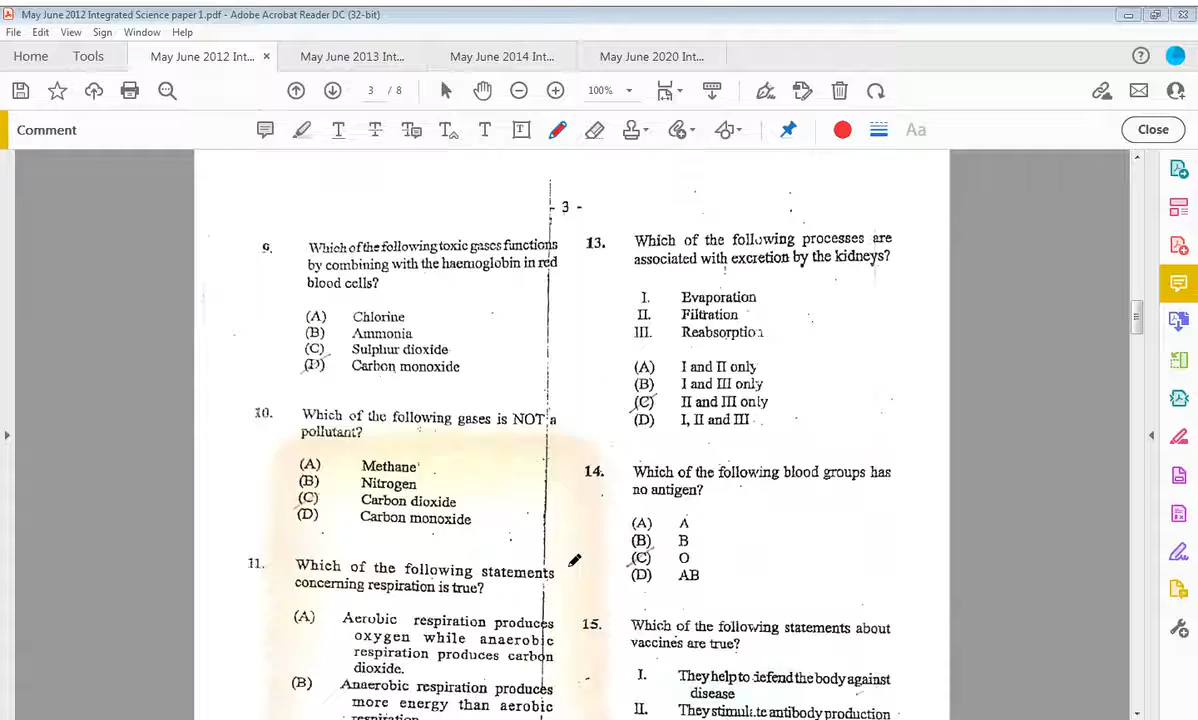 May June 2012 Integrated Science paper 1.pdf - Adobe Acrobat Reader DC (32-bit)
File Edit View Sign Window Help
Home Tools May June 2012 Int... × May June 2013 Int... May June 2014 Int... May June 2020 Int...
3 / 8 100%
Comment Close
- 3 -
9. Which of the following toxic gases functions
by combining with the haemoglobin in red
blood cells?
(A) Chlorine
(B) Ammonia
(C) Sulphur dioxide
(D) Carbon monoxide
10. Which of the following gases is NOT a
pollutant?
(A) Methane
(B) Nitrogen
(C) Carbon dioxide
(D) Carbon monoxide
11. Which of the following statements
concerning respiration is true?
(A) Aerobic respiration produces
oxygen while anaerobic
respiration produces carbon
dioxide.
(B) Anaerobic respiration produces
more energy than aerobic
respiration
13. Which of the following processes are
associated with excretion by the kidneys?
I. Evaporation
II. Filtration
III. Reabsorption
(A) I and II only
(B) I and III only
(C) II and III only
(D) I, II and III
14. Which of the following blood groups has
no antigen?
(A) A
(B) B
(C) O
(D) AB
15. Which of the following statements about
vaccines are true?
I. They help to defend the body against
disease
II. They stimulate antibody production